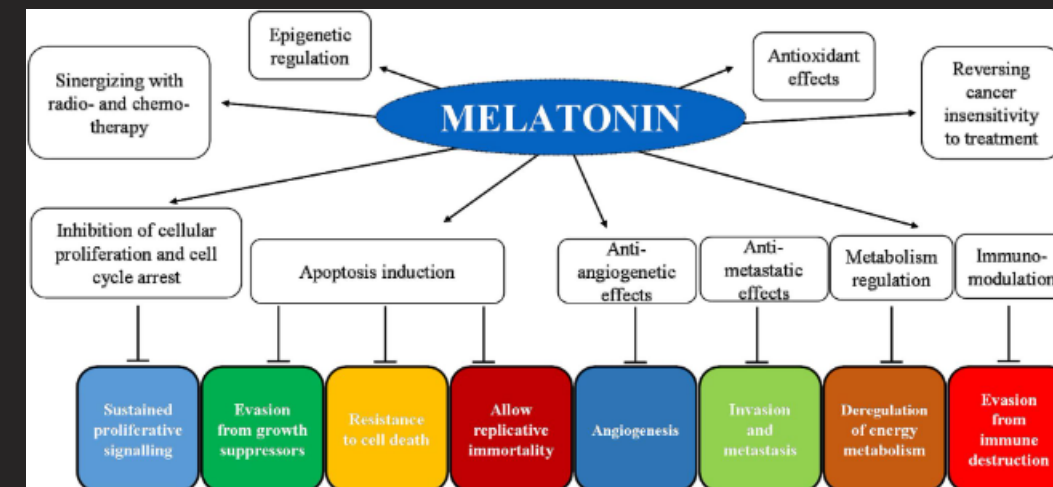 Epigenetic
regulation
Antioxidant
effects
Sinergizing with
radio- and chemo-
therapy
MELATONIN
Reversing
cancer
insensitivity
to treatment
Inhibition of cellular
proliferation and cell
cycle arrest
Apoptosis induction
Anti-
angiogenetic
effects
Anti-
metastatic
effects
Metabolism
regulation
Immuno-
modulation
Sustained
proliferative
signalling
Evasion
from growth
suppressors
Resistance
to cell death
Allow
replicative
immortality
Angiogenesis
Invasion
and
metastasis
Deregulation
of energy
metabolism
Evasion
from
immune
destruction